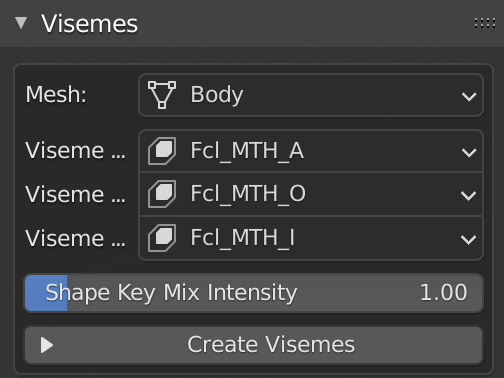 Visemes
Mesh: Body
Viseme ... Fcl_MTH_A
Viseme ... Fcl_MTH_O
Viseme ... Fcl_MTH_I
Shape Key Mix Intensity 1.00
Create Visemes